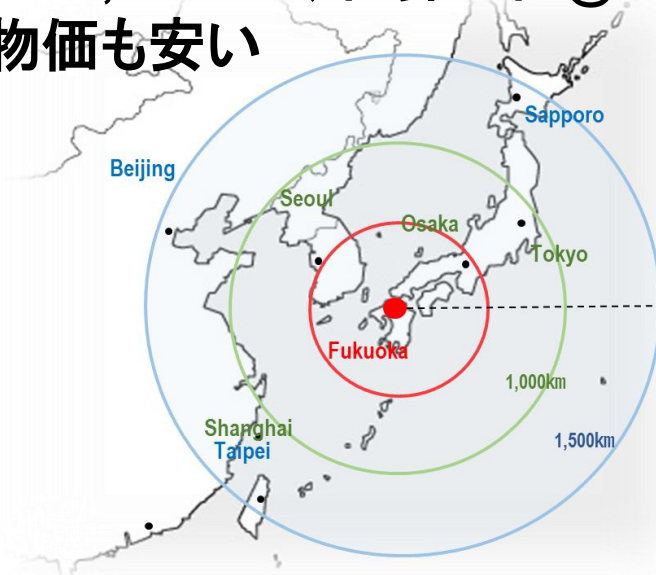 物価も安い
Sapporo
Beijing
Seoul
Osaka
Tokyo
Fukuoka
1,000km
Shanghai
1,500km
Taipei